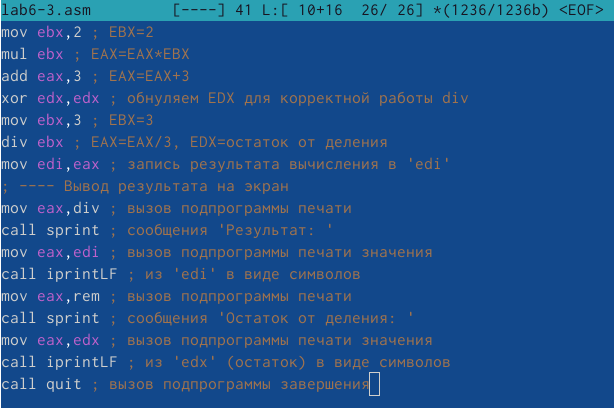 lab6-3.asm [----] 41 L:[ 10+16 26/ 26] *(1236/1236b) <EOF>
mov ebx,2 ; EBX=2
mul ebx ; EAX=EAX*EBX
add eax,3 ; EAX=EAX+3
xor edx,edx ; обнуляем EDX для корректной работы div
mov ebx,3 ; EBX=3
div ebx ; EAX=EAX/3, EDX=остаток от деления
mov edi,eax ; запись результата вычисления в 'edi'
; ---- Вывод результата на экран
mov eax,div ; вызов подпрограммы печати
call sprint ; сообщения 'Результат: '
mov eax,edi ; вызов подпрограммы печати значения
call iprintLF ; из 'edi' в виде символов
mov eax,rem ; вызов подпрограммы печати
call sprint ; сообщения 'Остаток от деления: '
mov eax,edx ; вызов подпрограммы печати значения
call iprintLF ; из 'edx' (остаток) в виде символов
call quit ; вызов подпрограммы завершения